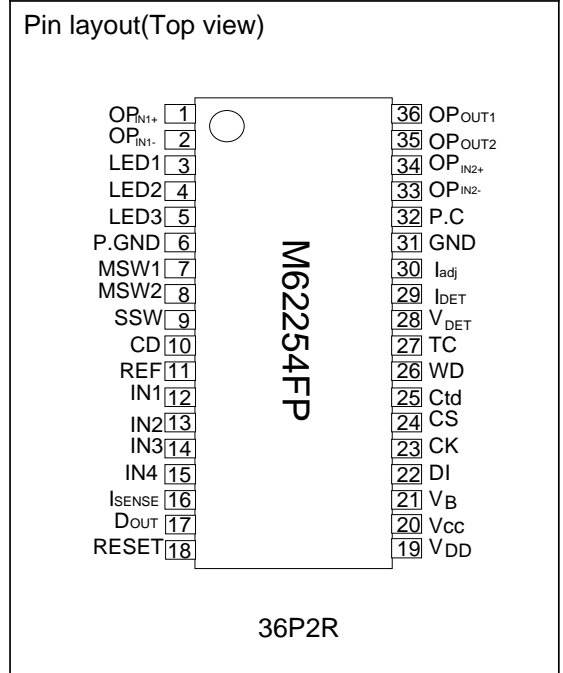 Pin layout(Top view)
OPIN1+ 1 36 OPOUT1
OPIN1- 2 35 OPOUT2
LED1 3 34 OPIN2+
LED2 4 33 OPIN2-
LED3 5 32 P.C
P.GND 6 31 GND
MSW1 7 30 Iadj
MSW2 8 29 IDET
SSW 9 28 VDET
CD 10 27 TC
REF 11 26 WD
IN1 12 25 Ctd
IN2 13 24 CS
IN3 14 23 CK
IN4 15 22 DI
ISENSE 16 21 VB
DOUT 17 20 Vcc
RESET 18 19 VDD
M62254FP
36P2R